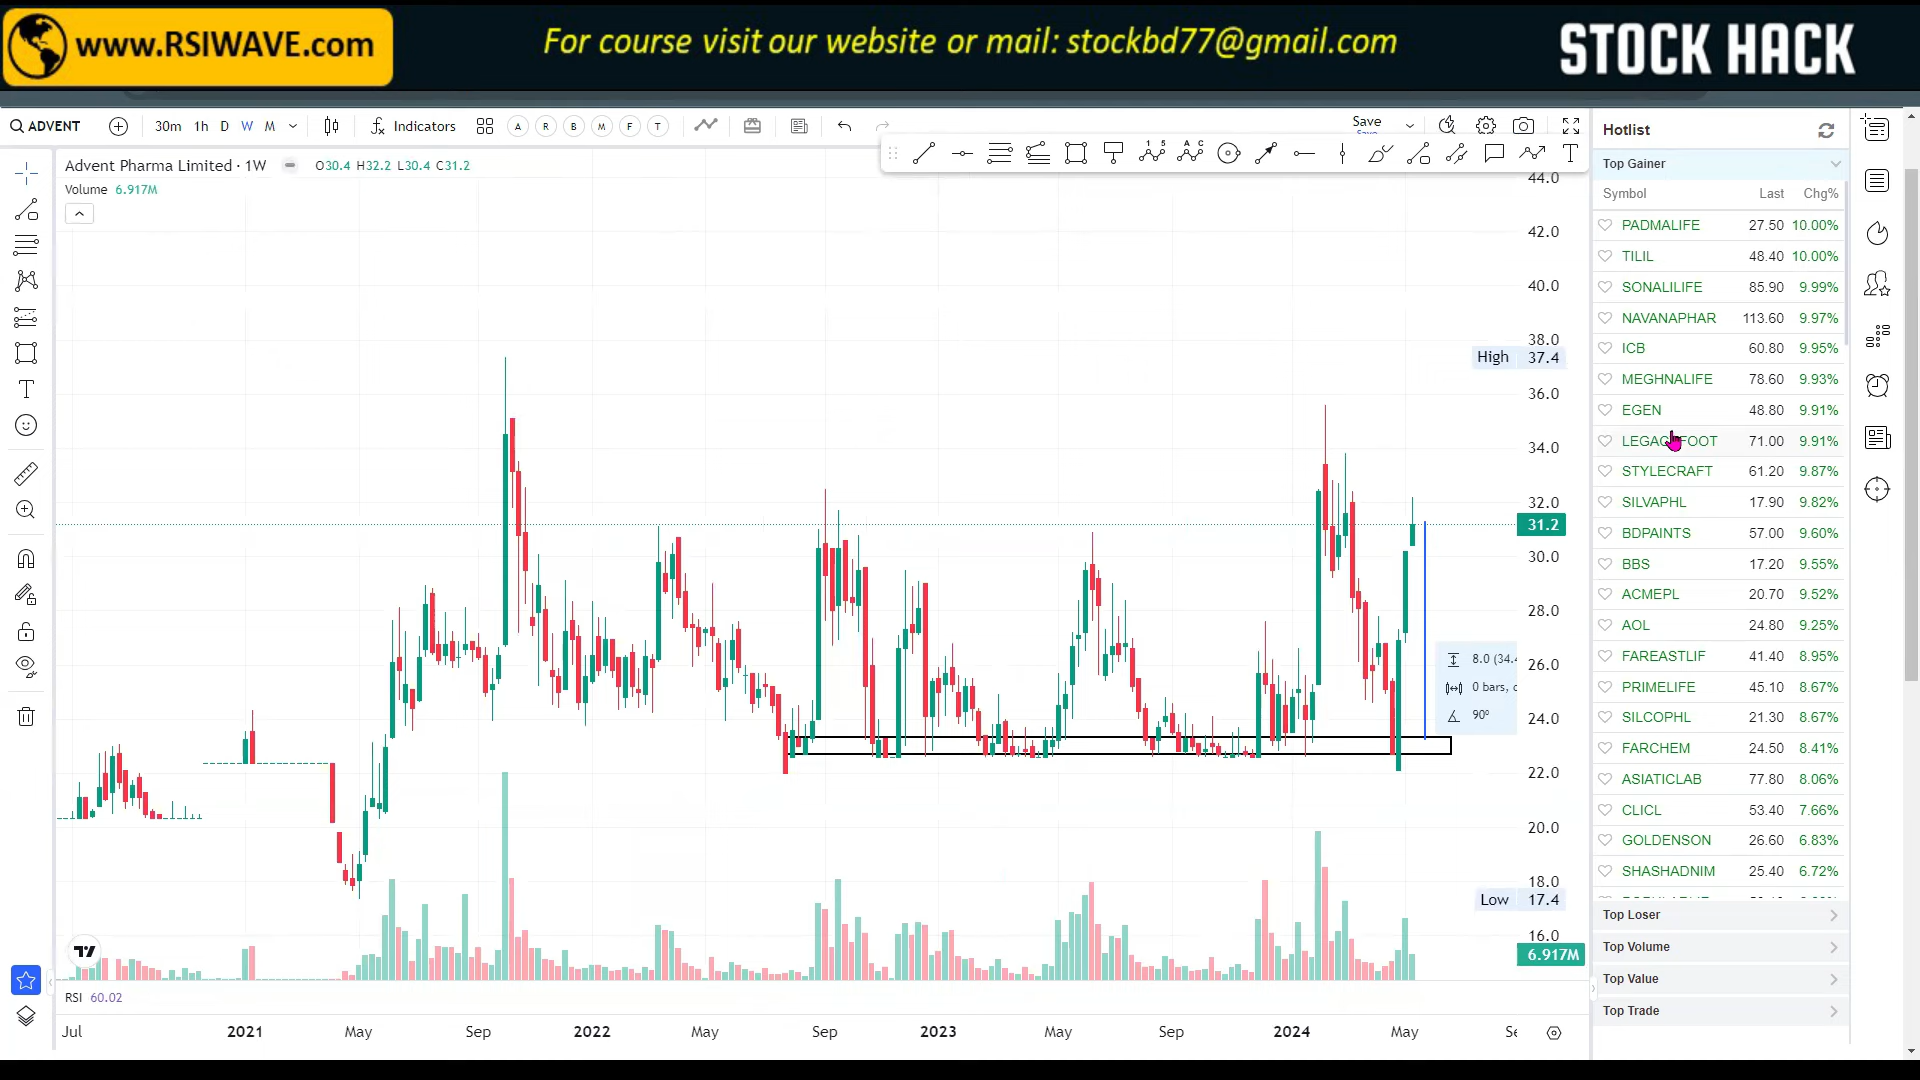 www.RSIWAVE.com
For course visit our website or mail: stockbd77@gmail.com
STOCK HACK
ADVENT
30m 1h D W M
Indicators
A R B M F T
Save
Save
Hotlist
Advent Pharma Limited · 1W O30.4 H32.2 L30.4 C31.2
Volume 6.917M
Top Gainer
Symbol Last Chg%
PADMALIFE 27.50 10.00%
TILIL 48.40 10.00%
SONALILIFE 85.90 9.99%
NAVANAPHAR 113.60 9.97%
ICB 60.80 9.95%
MEGHNALIFE 78.60 9.93%
EGEN 48.80 9.91%
71.00 9.91%
STYLECRAFT 61.20 9.87%
SILVAPHL 17.90 9.82%
BDPAINTS 57.00 9.60%
BBS 17.20 9.55%
ACMEPL 20.70 9.52%
AOL 24.80 9.25%
FAREASTLIF 41.40 8.95%
PRIMELIFE 45.10 8.67%
SILCOPHL 21.30 8.67%
FARCHEM 24.50 8.41%
ASIATICLAB 77.80 8.06%
CLICL 53.40 7.66%
GOLDENSON 26.60 6.83%
SHASHADNIM 25.40 6.72%
Top Loser
Top Volume
Top Value
Top Trade
44.0
42.0
40.0
38.0
High 37.4
36.0
34.0
32.0
31.2
30.0
28.0
26.0
24.0
22.0
20.0
18.0
Low 17.4
16.0
6.917M
8.0 (34.4
0 bars,
90º
RSI 60.02
Jul 2021 May Sep 2022 May Sep 2023 May Sep 2024 May